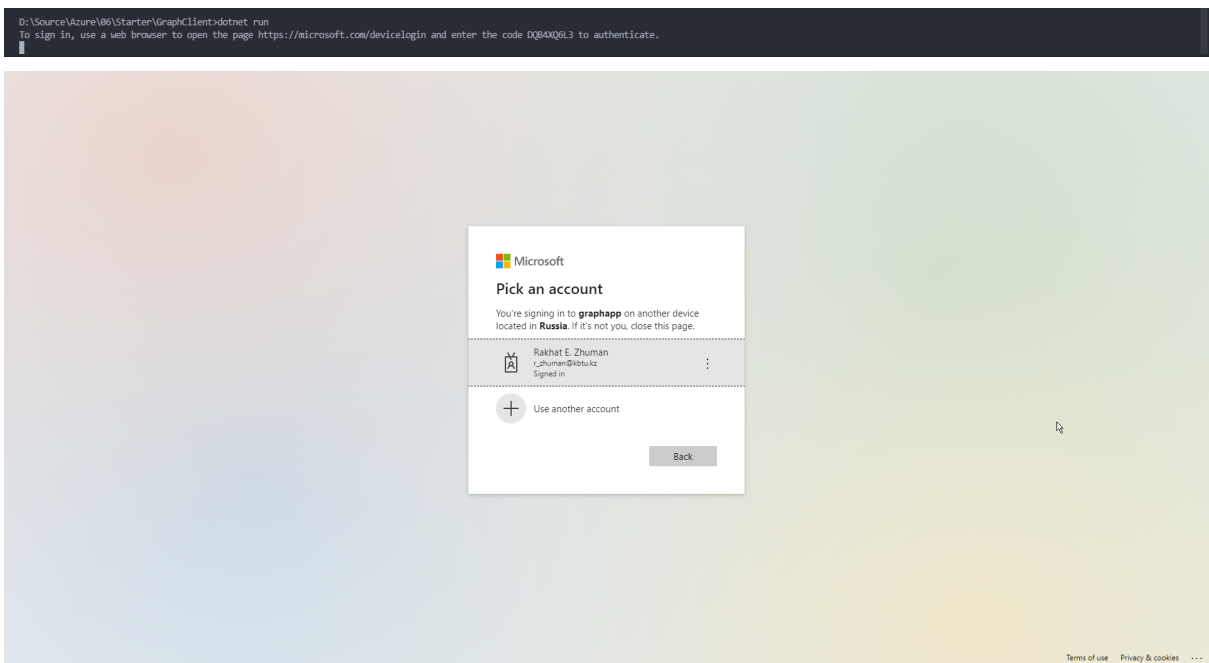 D:\Source\Azure\06\Starter\GraphClient>dotnet run
To sign in, use a web browser to open the page https://microsoft.com/devicelogin and enter the code DQB4XQ6L3 to authenticate.
Microsoft
Pick an account
You're signing in to graphapp on another device
located in Russia. If it's not you, close this page.
Rakhat E. Zhuman
r_zhuman@kbtu.kz
Signed in
Use another account
Back
Terms of use Privacy & cookies ...